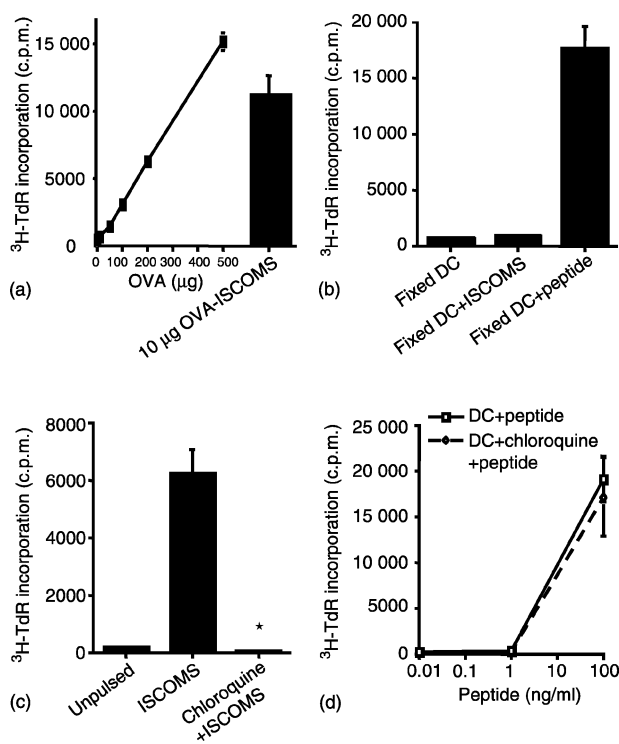 ³H-TdR incorporation (c.p.m.)
15 000
10 000
5000
0
0 100 200 300 400 500
OVA (µg)
10 µg OVA-ISCOMS
(a)
³H-TdR incorporation (c.p.m.)
20 000
15 000
10 000
5000
0
Fixed DC
Fixed DC+ISCOMS
Fixed DC+peptide
(b)
³H-TdR incorporation (c.p.m.)
8000
6000
4000
2000
0
★
Unpulsed
ISCOMS
Chloroquine
+ISCOMS
(c)
³H-TdR incorporation (c.p.m.)
DC+peptide
DC+chloroquine
+peptide
25 000
20 000
15 000
10 000
5000
0
0.01 0.1 1 10 100
Peptide (ng/ml)
(d)